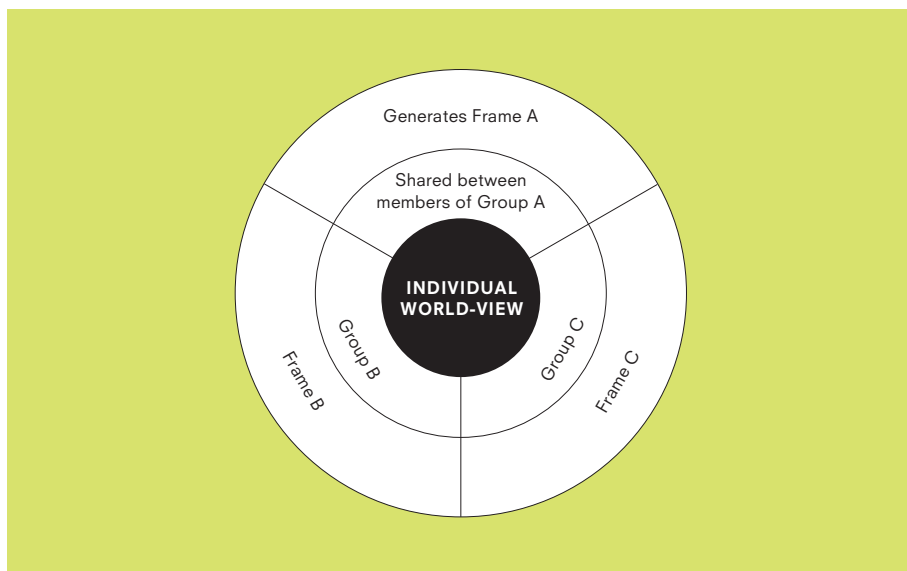 Generates Frame A
Shared between
members of Group A
INDIVIDUAL
WORLD-VIEW
Group B
Group C
Frame B
Frame C